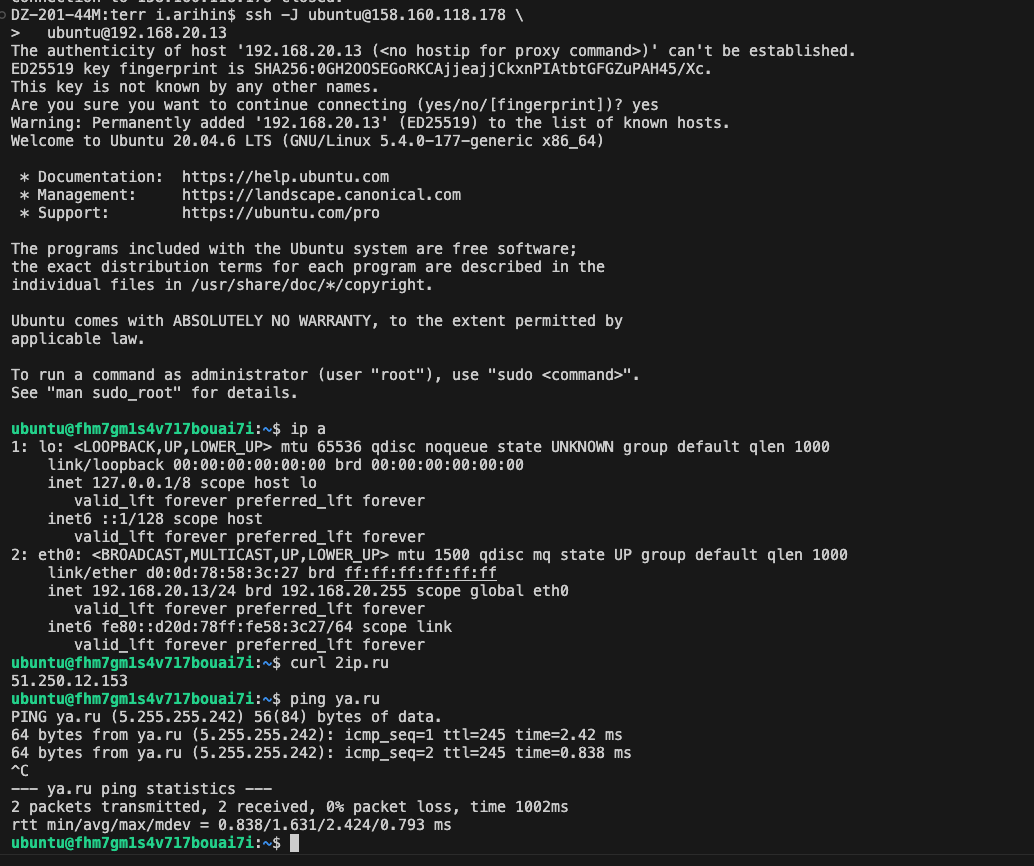 DZ-201-44M:terr i.arihin$ ssh -J ubuntu@158.160.118.178 \
>   ubuntu@192.168.20.13
The authenticity of host '192.168.20.13 (<no hostip for proxy command>)' can't be established.
ED25519 key fingerprint is SHA256:0GH2OOSEGoRKCAjjeajjCkxnPIAtbtGFGZuPAH45/Xc.
This key is not known by any other names.
Are you sure you want to continue connecting (yes/no/[fingerprint])? yes
Warning: Permanently added '192.168.20.13' (ED25519) to the list of known hosts.
Welcome to Ubuntu 20.04.6 LTS (GNU/Linux 5.4.0-177-generic x86_64)

 * Documentation:  https://help.ubuntu.com
 * Management:     https://landscape.canonical.com
 * Support:        https://ubuntu.com/pro

The programs included with the Ubuntu system are free software;
the exact distribution terms for each program are described in the
individual files in /usr/share/doc/*/copyright.

Ubuntu comes with ABSOLUTELY NO WARRANTY, to the extent permitted by
applicable law.

To run a command as administrator (user "root"), use "sudo <command>".
See "man sudo_root" for details.

ubuntu@fhm7gm1s4v717bouai7i:~$ ip a
1: lo: <LOOPBACK,UP,LOWER_UP> mtu 65536 qdisc noqueue state UNKNOWN group default qlen 1000
    link/loopback 00:00:00:00:00:00 brd 00:00:00:00:00:00
    inet 127.0.0.1/8 scope host lo
       valid_lft forever preferred_lft forever
    inet6 ::1/128 scope host
       valid_lft forever preferred_lft forever
2: eth0: <BROADCAST,MULTICAST,UP,LOWER_UP> mtu 1500 qdisc mq state UP group default qlen 1000
    link/ether d0:0d:78:58:3c:27 brd ff:ff:ff:ff:ff:ff
    inet 192.168.20.13/24 brd 192.168.20.255 scope global eth0
       valid_lft forever preferred_lft forever
    inet6 fe80::d20d:78ff:fe58:3c27/64 scope link
       valid_lft forever preferred_lft forever
ubuntu@fhm7gm1s4v717bouai7i:~$ curl 2ip.ru
51.250.12.153
ubuntu@fhm7gm1s4v717bouai7i:~$ ping ya.ru
PING ya.ru (5.255.255.242) 56(84) bytes of data.
64 bytes from ya.ru (5.255.255.242): icmp_seq=1 ttl=245 time=2.42 ms
64 bytes from ya.ru (5.255.255.242): icmp_seq=2 ttl=245 time=0.838 ms
^C
--- ya.ru ping statistics ---
2 packets transmitted, 2 received, 0% packet loss, time 1002ms
rtt min/avg/max/mdev = 0.838/1.631/2.424/0.793 ms
ubuntu@fhm7gm1s4v717bouai7i:~$